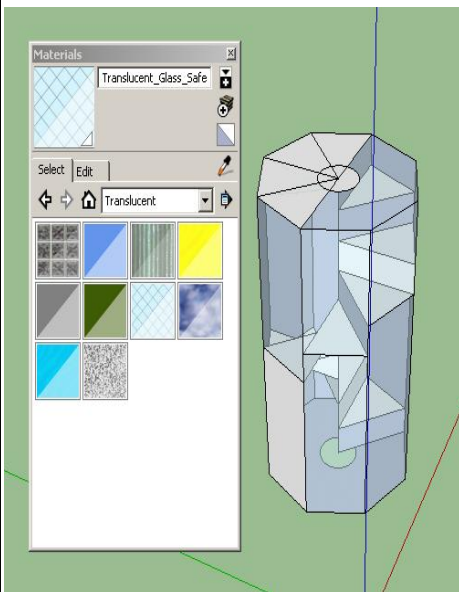 Materials
Translucent_Glass_Safe
Select
Edit
Translucent